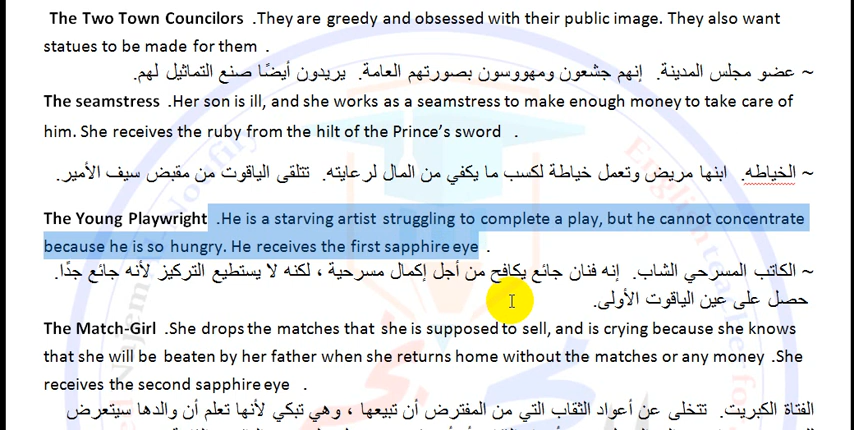 The Two Town Councilors .They are greedy and obsessed with their public image. They also want
statues to be made for them .
~ عضو مجلس المدينة. إنهم جشعون ومهووسون بصورتهم العامة. يريدون أيضًا صنع التماثيل لهم.
The seamstress .Her son is ill, and she works as a seamstress to make enough money to take care of
him. She receives the ruby from the hilt of the Prince's sword .
~ الخياطه. ابنها مريض وتعمل خياطة لكسب ما يكفي من المال لرعايته. تتلقى الياقوت من مقبض سيف الأمير.
The Young Playwright .He is a starving artist struggling to complete a play, but he cannot concentrate
because he is so hungry. He receives the first sapphire eye .
~ الكاتب المسرحي الشاب. إنه فنان جائع يكافح من أجل إكمال مسرحية ، لكنه لا يستطيع التركيز لأنه جائع جدًا.
حصل على عين الياقوت الأولى.
The Match-Girl .She drops the matches that she is supposed to sell, and is crying because she knows
that she will be beaten by her father when she returns home without the matches or any money .She
receives the second sapphire eye .
الفتاة الكبريت. تتخلى عن أعواد الثقاب التي من المفترض أن تبيعها ، وهي تبكي لأنها تعلم أن والدها سيتعرض